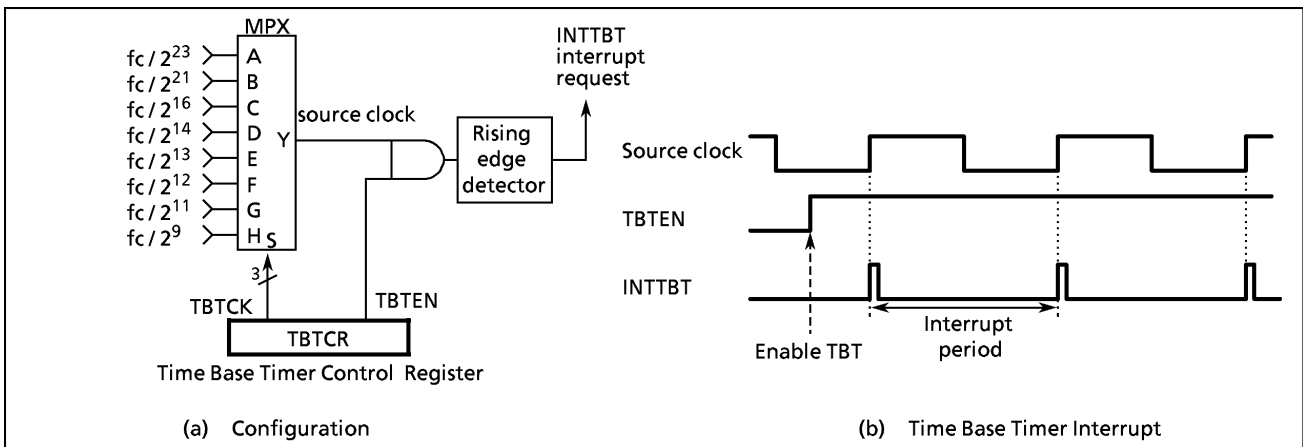 MPX
fc / 2^23
A
fc / 2^21
B
fc / 2^16
C
fc / 2^14
D
fc / 2^13
E
fc / 2^12
F
fc / 2^11
G
fc / 2^9
H
S
Y
source clock
3
TBTCK
TBTEN
TBTCR
Time Base Timer Control Register
Rising
edge
detector
INTTBT
interrupt
request
(a) Configuration
Source clock
TBTEN
INTTBT
Enable TBT
Interrupt
period
(b) Time Base Timer Interrupt